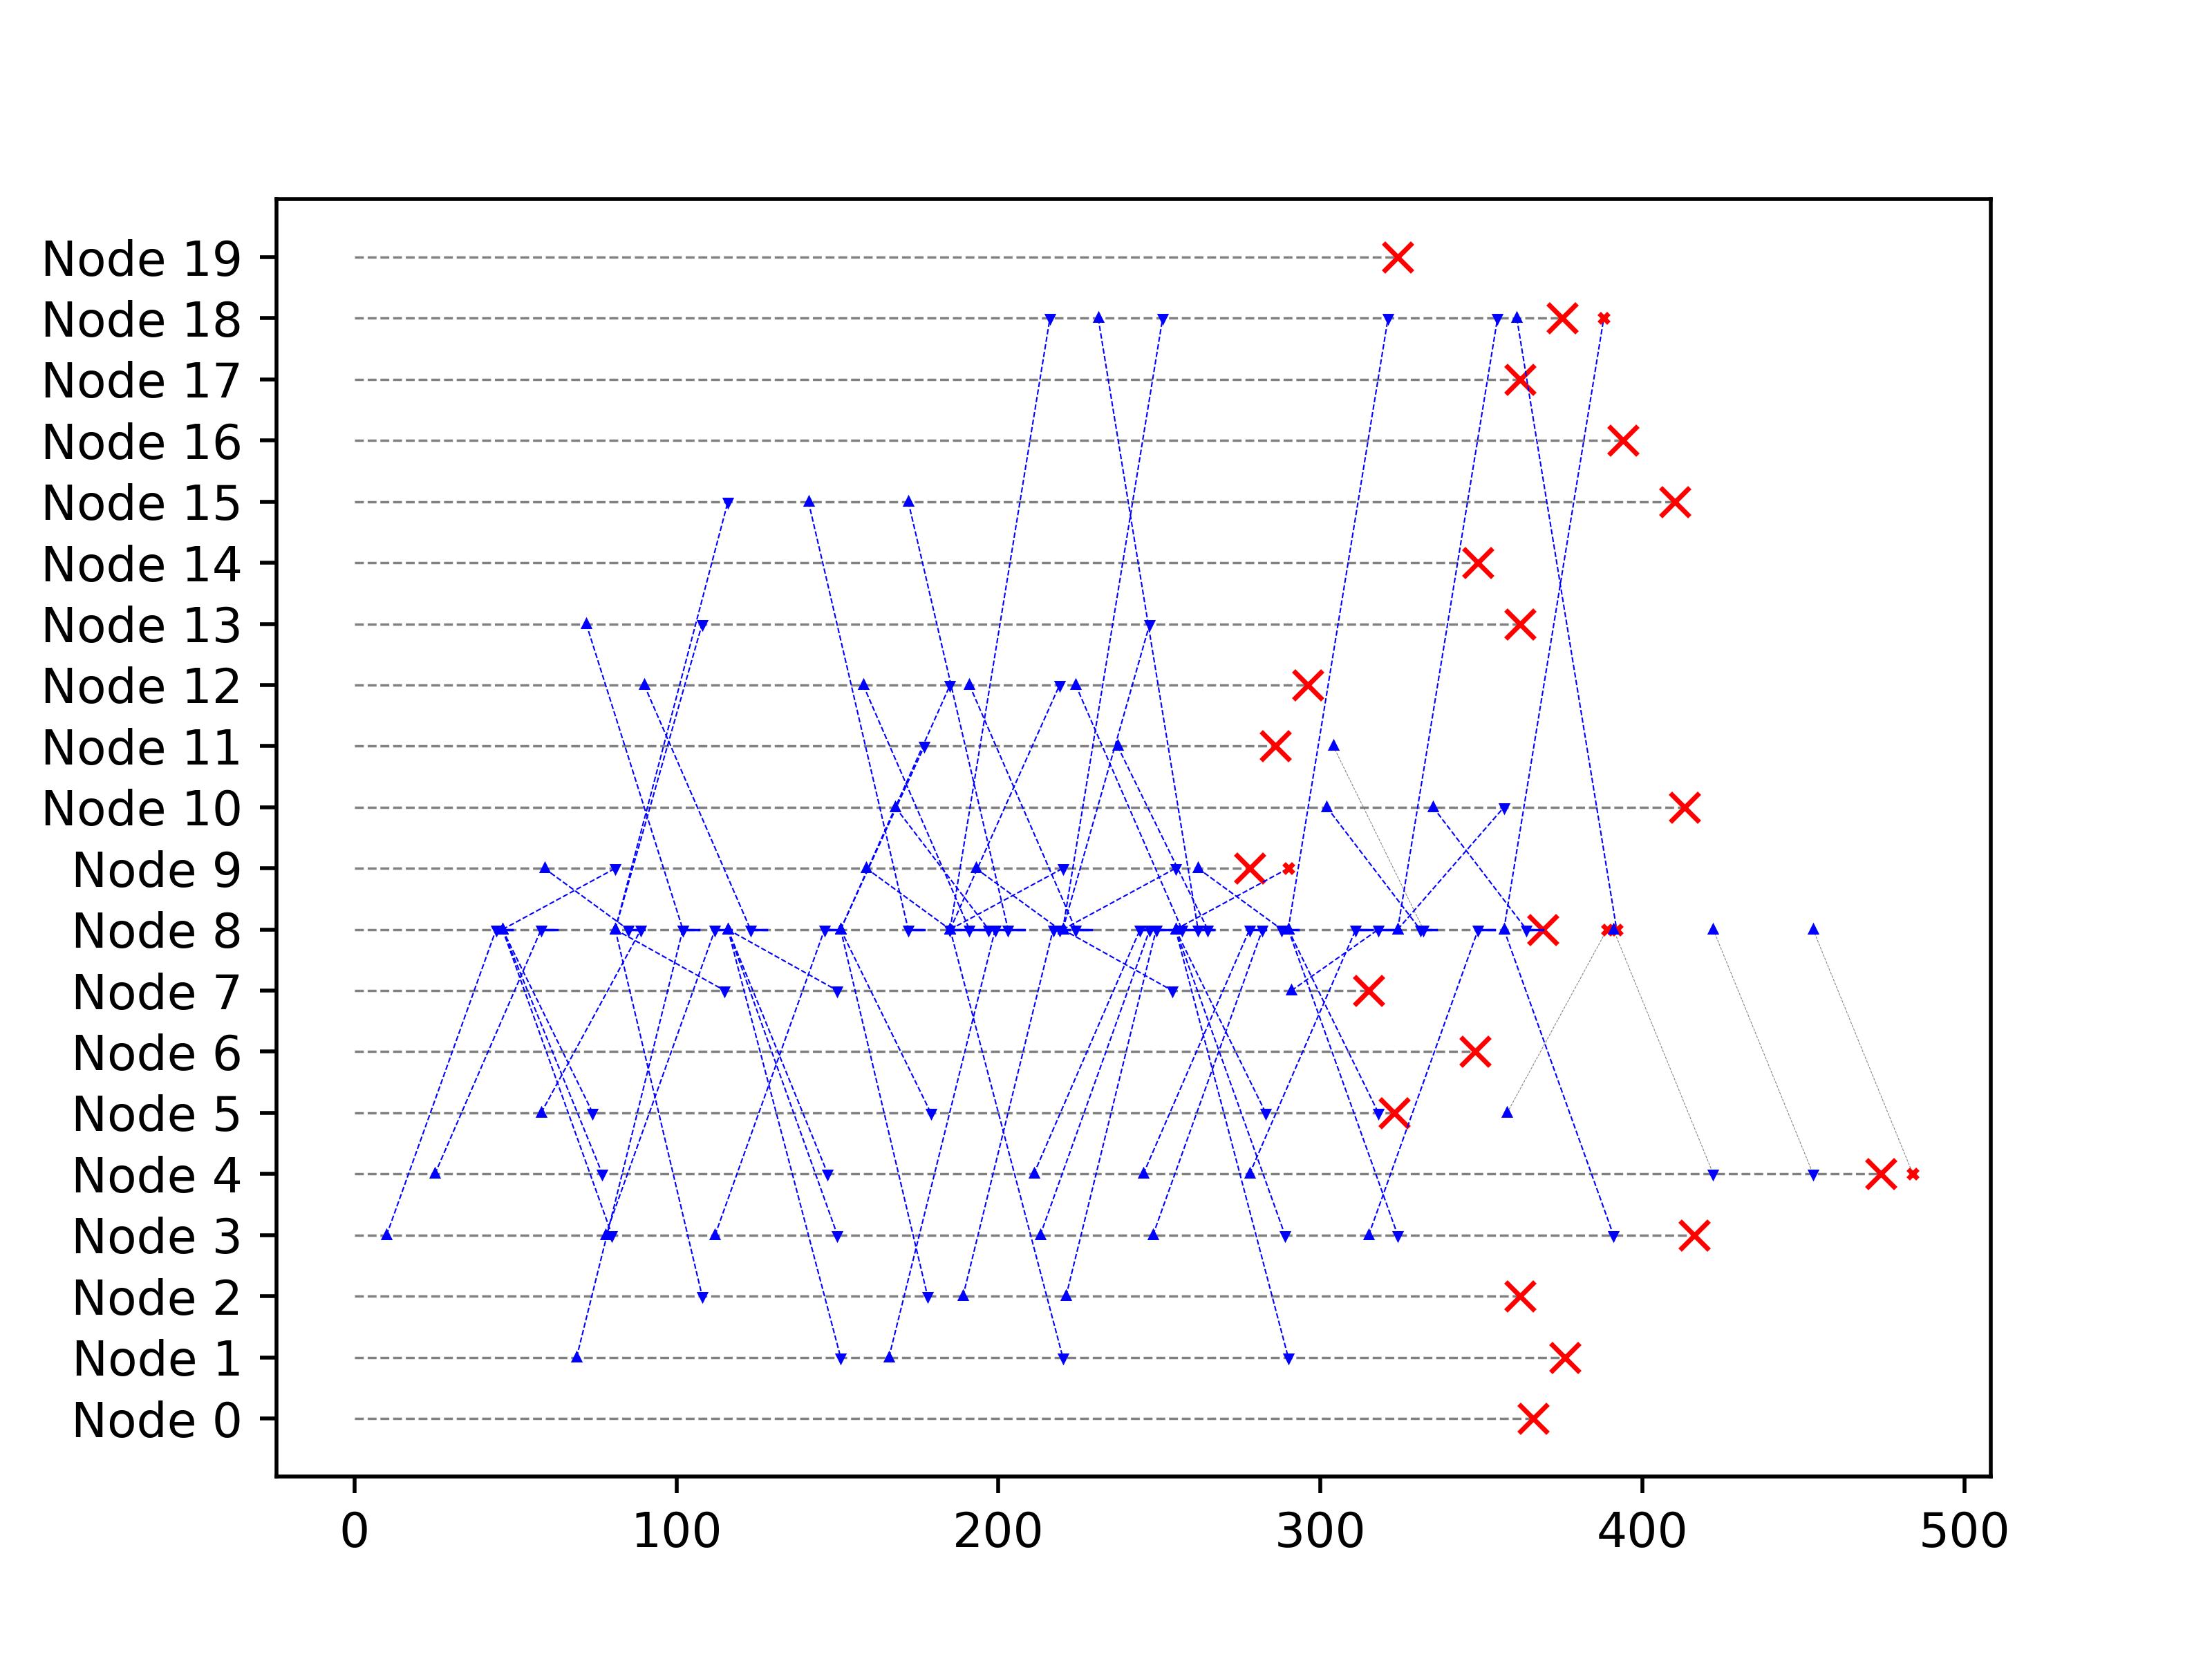 Node 19
Node 18
Node 17
Node 16
Node 15
Node 14
Node 13
Node 12
Node 11
Node 10
Node 9
Node 8
Node 7
Node 6
Node 5
Node 4
Node 3
Node 2
Node 1
Node 0
0 100 200 300 400 500